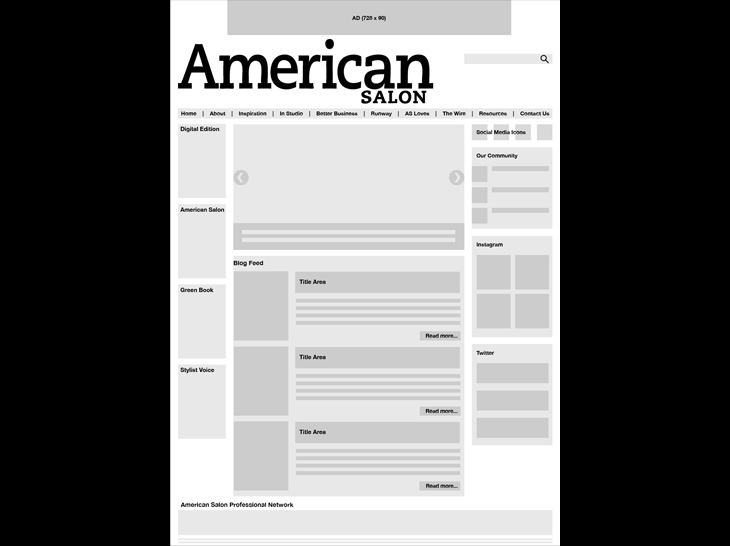 AD (728 x 90)
American
SALON
Home | About | Inspiration | In Studio | Better Business | Runway | AS Loves | The Wire | Resources | Contact Us
Digital Edition
American Salon
Green Book
Stylist Voice
Blog Feed
Title Area
Read more...
Title Area
Read more...
Title Area
Read more...
Social Media Icons
Our Community
Instagram
Twitter
American Salon Professional Network